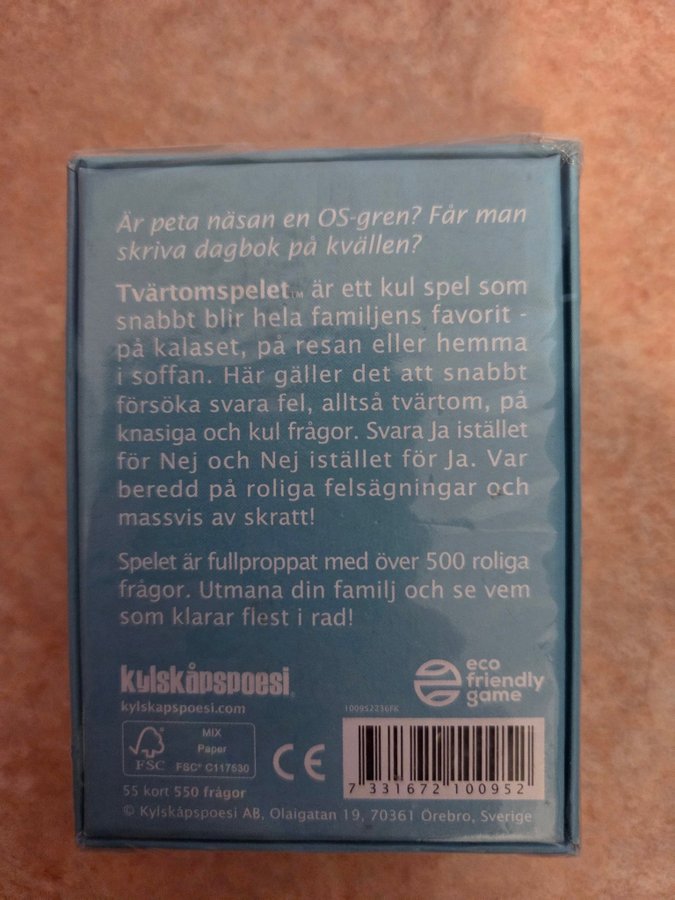 Är peta näsan en OS-gren? Får man
skriva dagbok på kvällen?
Tvärtomspelet™ är ett kul spel som
snabbt blir hela familjens favorit -
på kalaset, på resan eller hemma
i soffan. Här gäller det att snabbt
försöka svara fel, alltså tvärtom, på
knasiga och kul frågor. Svara Ja istället
för Nej och Nej istället för Ja. Var
beredd på roliga felsägningar och
massvis av skratt!
Spelet är fullproppat med över 500 roliga
frågor. Utmana din familj och se vem
som klarar flest i rad!
kylskåpspoesi
kylskapspoesi.com
eco
friendly
game
1009S2236FK
FSC
MIX
Paper
FSC® C117630
CE
7 331672 100952
55 kort 550 frågor
© Kylskåpspoesi AB, Olaigatan 19, 70361 Örebro, Sverige